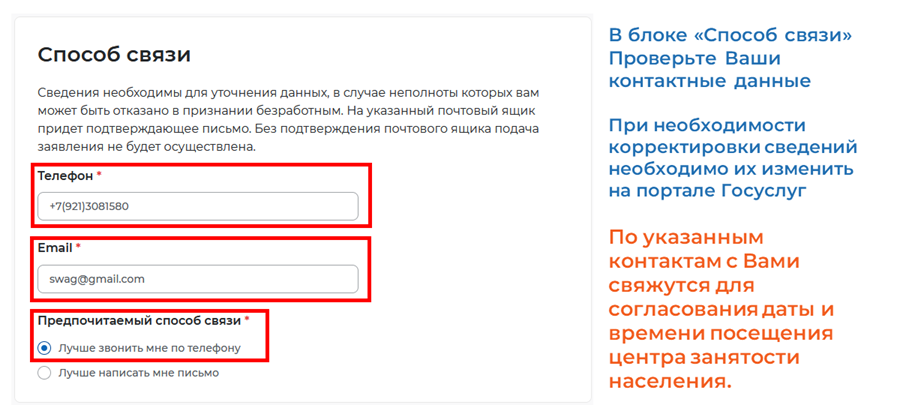 Способ связи
Сведения необходимы для уточнения данных, в случае неполноты которых вам
может быть отказано в признании безработным. На указанный почтовый ящик
придет подтверждающее письмо. Без подтверждения почтового ящика подача
заявления не будет осуществлена.
Телефон *
+7(921)3081580
Email *
swag@gmail.com
Предпочитаемый способ связи *
Лучше звонить мне по телефону
Лучше написать мне письмо
В блоке «Способ связи»
Проверьте Ваши
контактные данные
При необходимости
корректировки сведений
необходимо их изменить
на портале Госуслуг
По указанным
контактам с Вами
свяжутся для
согласования даты и
времени посещения
центра занятости
населения.